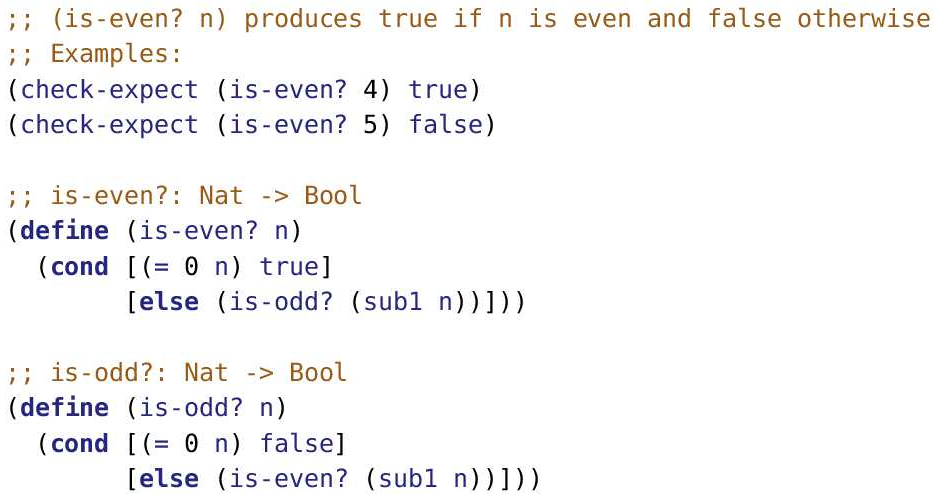 ;; (is-even? n) produces true if n is even and false otherwise
;; Examples:
(check-expect (is-even? 4) true)
(check-expect (is-even? 5) false)

;; is-even?: Nat -> Bool
(define (is-even? n)
  (cond [(= 0 n) true]
        [else (is-odd? (sub1 n))]))

;; is-odd?: Nat -> Bool
(define (is-odd? n)
  (cond [(= 0 n) false]
        [else (is-even? (sub1 n))]))